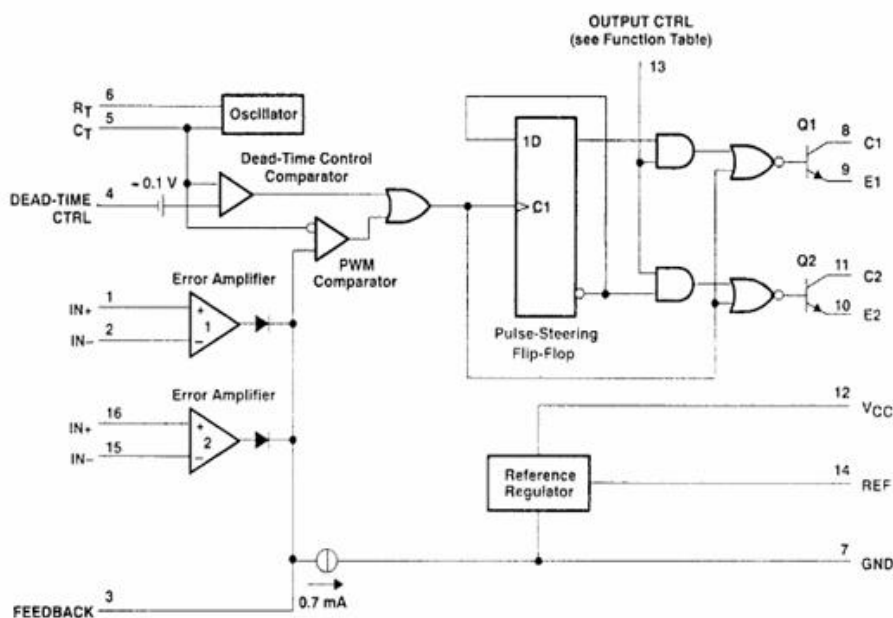 OUTPUT CTRL
(see Function Table)
13
6
RT
5
CT
Oscillator
Dead-Time Control
Comparator
~ 0.1 V
4
DEAD-TIME
CTRL
PWM
Comparator
1D
C1
Pulse-Steering
Flip-Flop
Q1
8
C1
9
E1
Q2
11
C2
10
E2
Error Amplifier
1
IN+
2
IN–
+
1
–
Error Amplifier
16
IN+
15
IN–
+
2
–
12
VCC
Reference
Regulator
14
REF
7
GND
0.7 mA
3
FEEDBACK